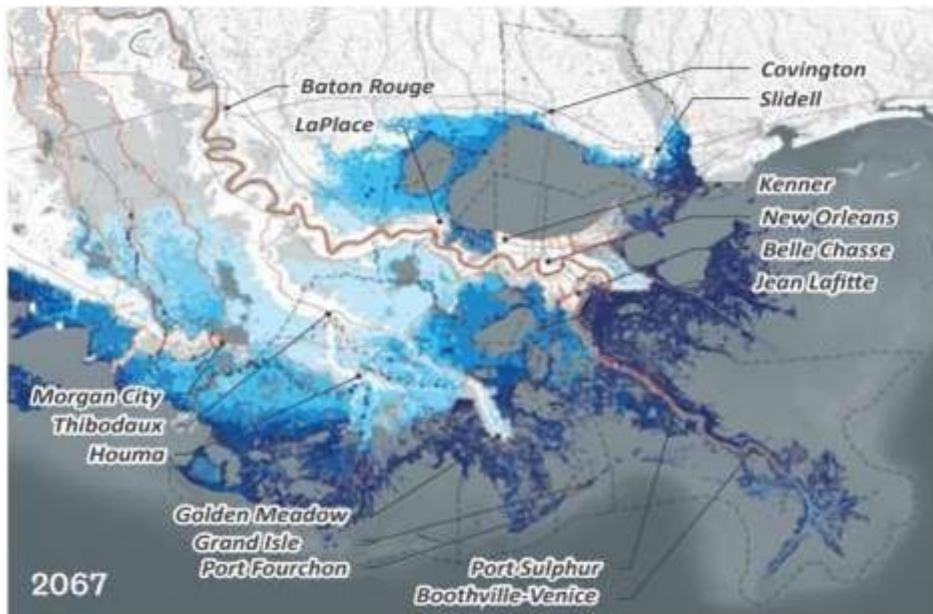 Baton Rouge
LaPlace
Covington
Slidell
Kenner
New Orleans
Belle Chasse
Jean Lafitte
Morgan City
Thibodaux
Houma
Golden Meadow
Grand Isle
Port Fourchon
Port Sulphur
Boothville-Venice
2067